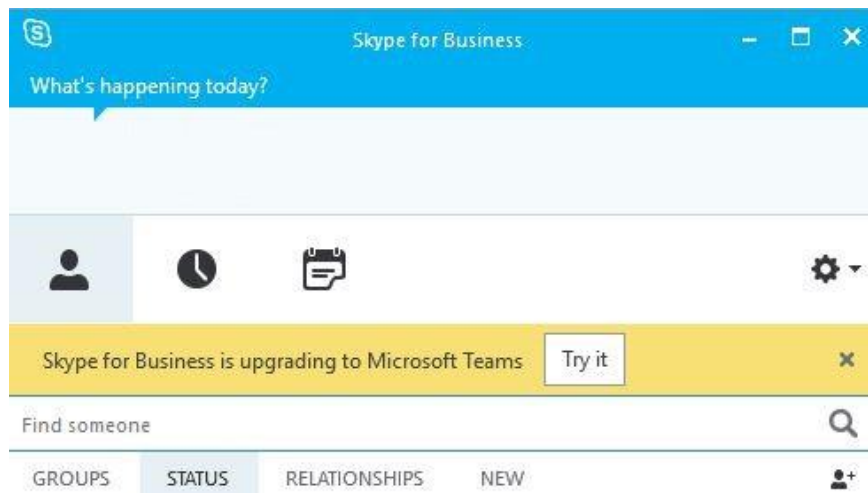 Skype for Business
What's happening today?
Skype for Business is upgrading to Microsoft Teams Try it
Find someone
GROUPS STATUS RELATIONSHIPS NEW